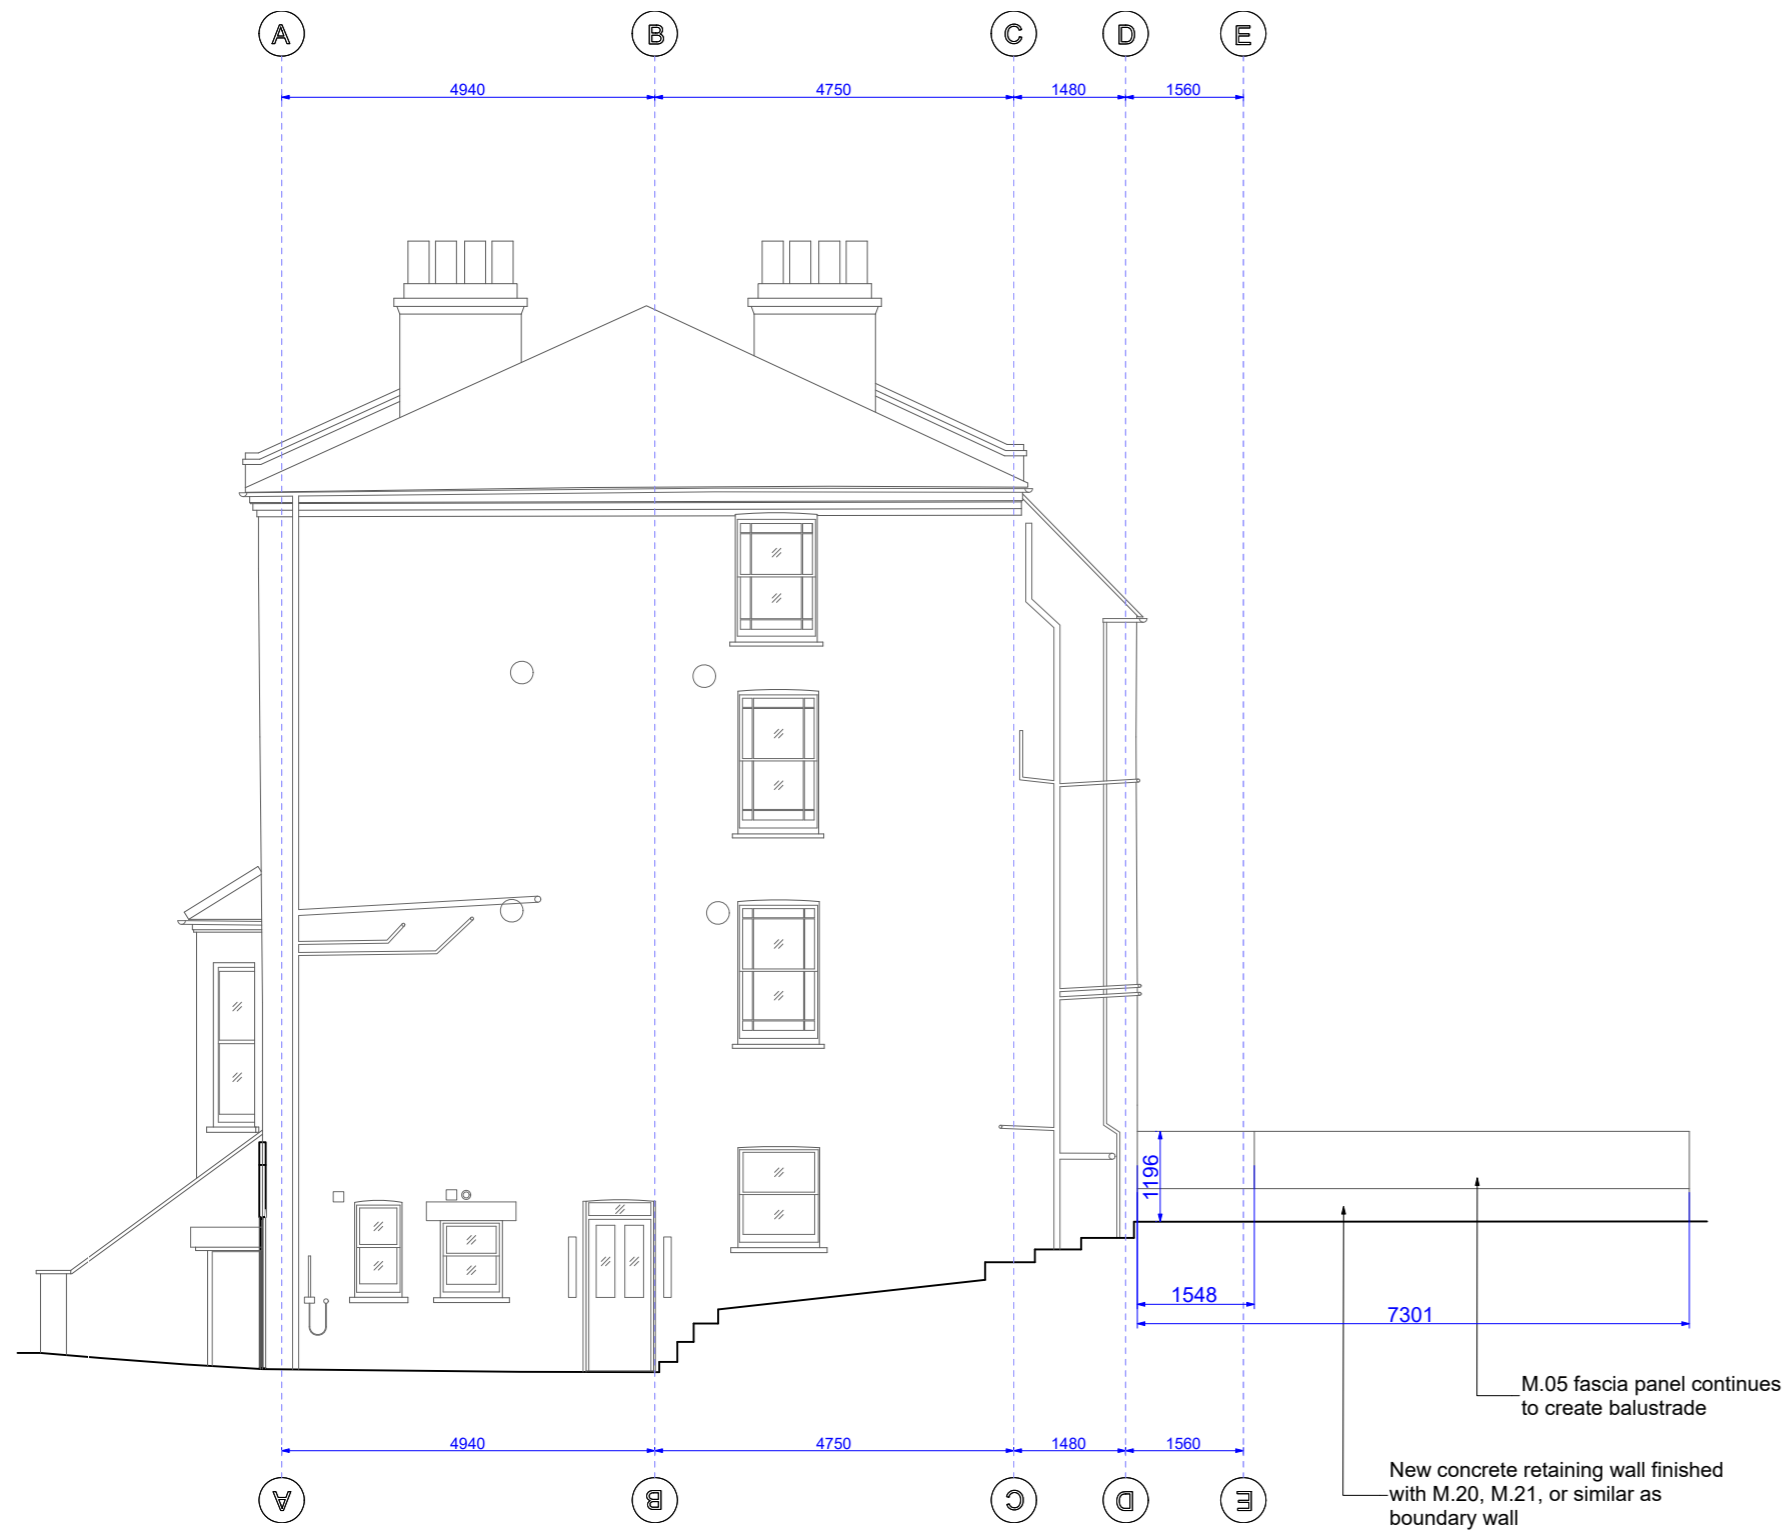 A B C D E
4940 4750 1480 1560
1196
1548
7301
M.05 fascia panel continues
to create balustrade
4940 4750 1480 1560
New concrete retaining wall finished
with M.20, M.21, or similar as
boundary wall
A B C D E